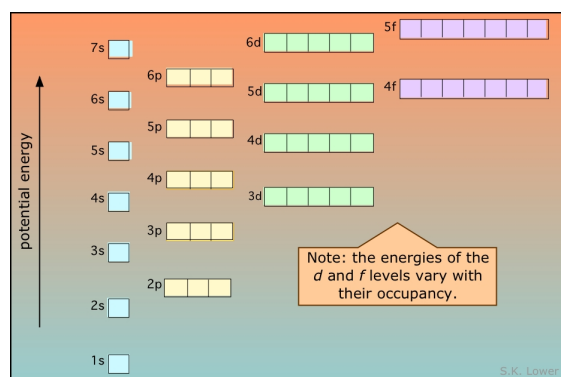 5f
7s
6d
6p
4f
6s
5d
5p
5s
4d
4p
4s
3d
3p
3s
2p
2s
1s
potential energy
Note: the energies of the
d and f levels vary with
their occupancy.
S.K. Lower